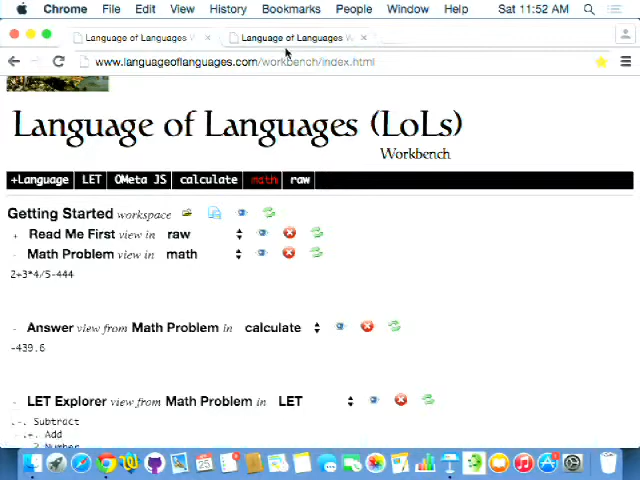 Chrome File Edit View History Bookmarks People Window Help Sat 11:52 AM
Language of Languages W Language of Languages W
www.languageoflanguages.com/workbench/index.html
Language of Languages (LoLs)
Workbench
+Language LET OMeta JS calculate math raw
Getting Started workspace
+ Read Me First view in raw
- Math Problem view in math
2+3*4/5-444
- Answer view from Math Problem in calculate
-439.6
- LET Explorer view from Math Problem in LET
.-. Subtract
.+. Add
2 Number